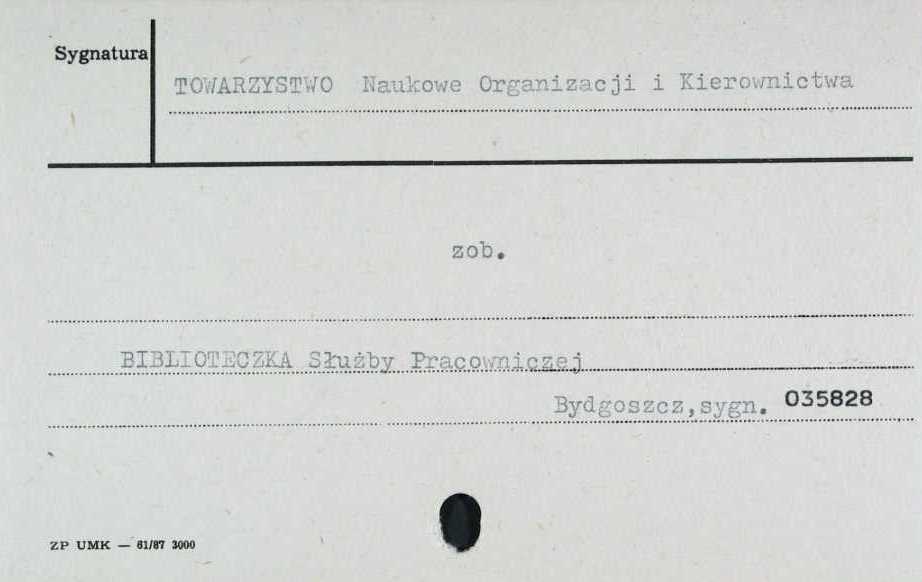 Sygnatura
TOWARZYSTWO Naukowe Organizacji i Kierownictwa
zob.
BIBLIOTECZKA Służby Pracowniczej
Bydgoszcz,sygn. 035828
ZP UMK — 61/87 3000